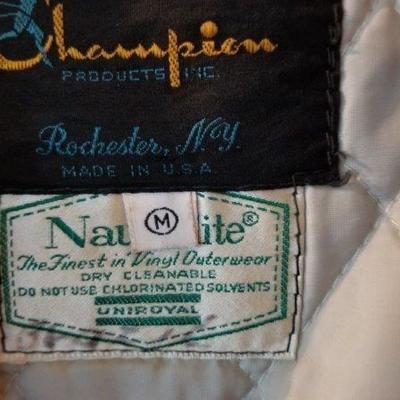 Champion
PRODUCTS INC.
Rochester, N.Y.
MADE IN U.S.A.
M
The Finest in Vinyl Outerwear
DRY CLEANABLE
DO NOT USE CHLORINATED SOLVENTS
UNIROYAL